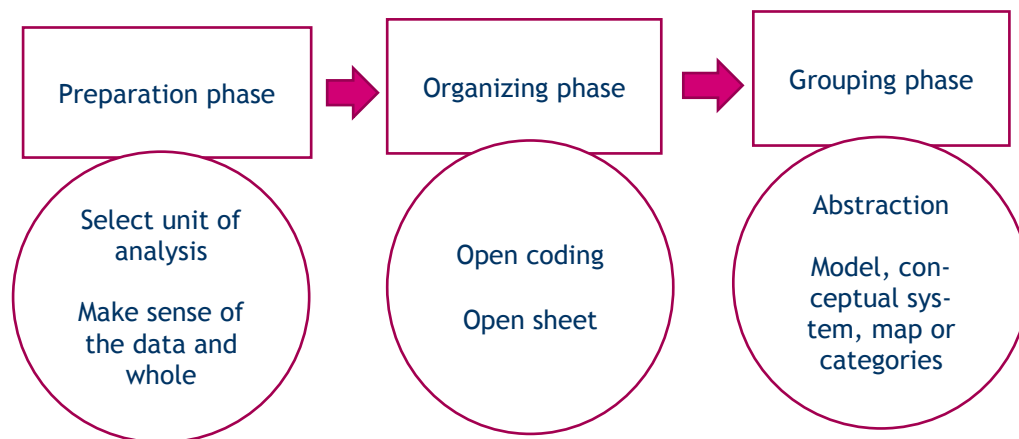 Preparation phase
Organizing phase
Grouping phase
Select unit of
analysis
Make sense of
the data and
whole
Open coding
Open sheet
Abstraction
Model, con-
ceptual sys-
tem, map or
categories